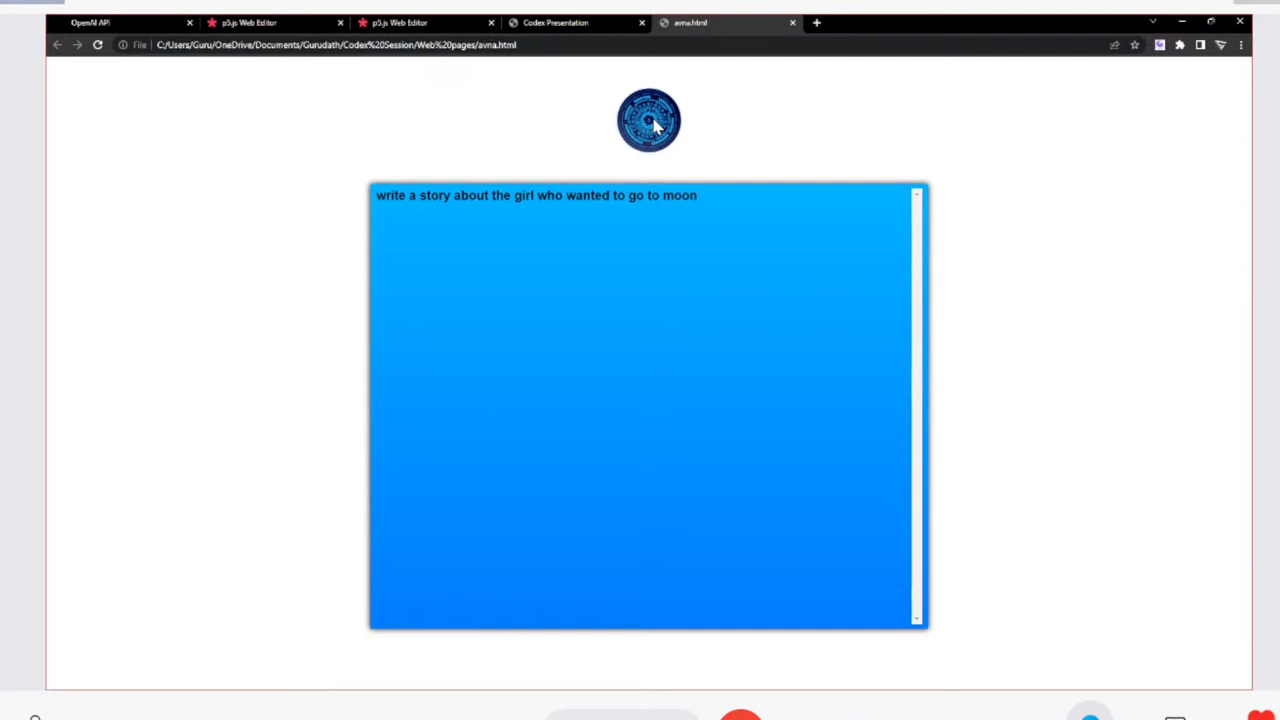 OpenAI API
p5.js Web Editor
p5.js Web Editor
Codex Presentation
avna.html
File
C:/Users/Guru/OneDrive/Documents/Gurudath/Codex%20Session/Web%20pages/avna.html
write a story about the girl who wanted to go to moon